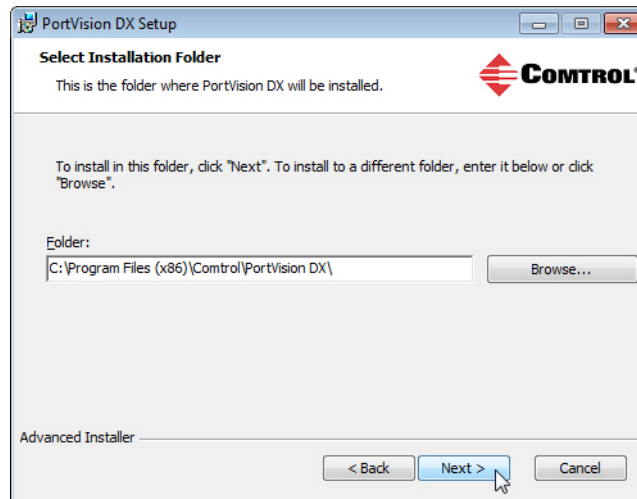 PortVision DX Setup
Select Installation Folder
This is the folder where PortVision DX will be installed.
COMTROL
To install in this folder, click "Next". To install to a different folder, enter it below or click
"Browse".
Folder:
C:\Program Files (x86)\Comtrol\PortVision DX\
Browse...
Advanced Installer
< Back
Next >
Cancel